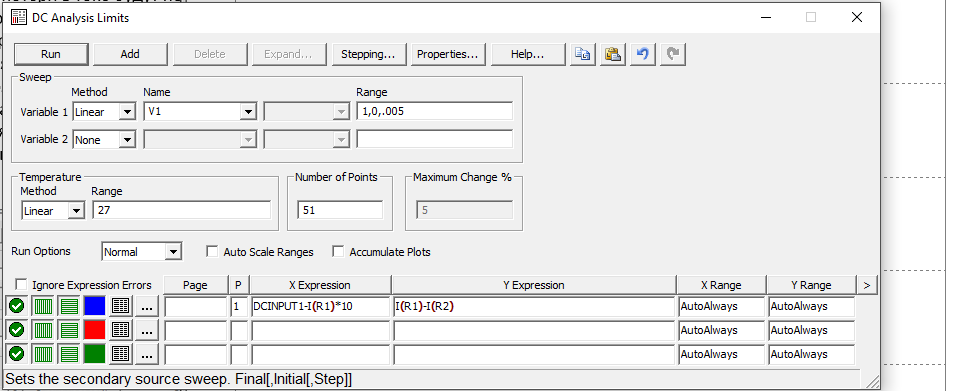 DC Analysis Limits
Run Add Delete Expand... Stepping... Properties... Help...
Sweep
Method Name Range
Variable 1 Linear V1 1,0,.005
Variable 2 None
Temperature Number of Points Maximum Change %
Method Range
Linear 27 51 5
Run Options Normal Auto Scale Ranges Accumulate Plots
Ignore Expression Errors Page P X Expression Y Expression X Range Y Range >
... 1 DCINPUT1-I(R1)*10 I(R1)-I(R2) AutoAlways AutoAlways
... AutoAlways AutoAlways
... AutoAlways AutoAlways
Sets the secondary source sweep. Final[,Initial[,Step]]